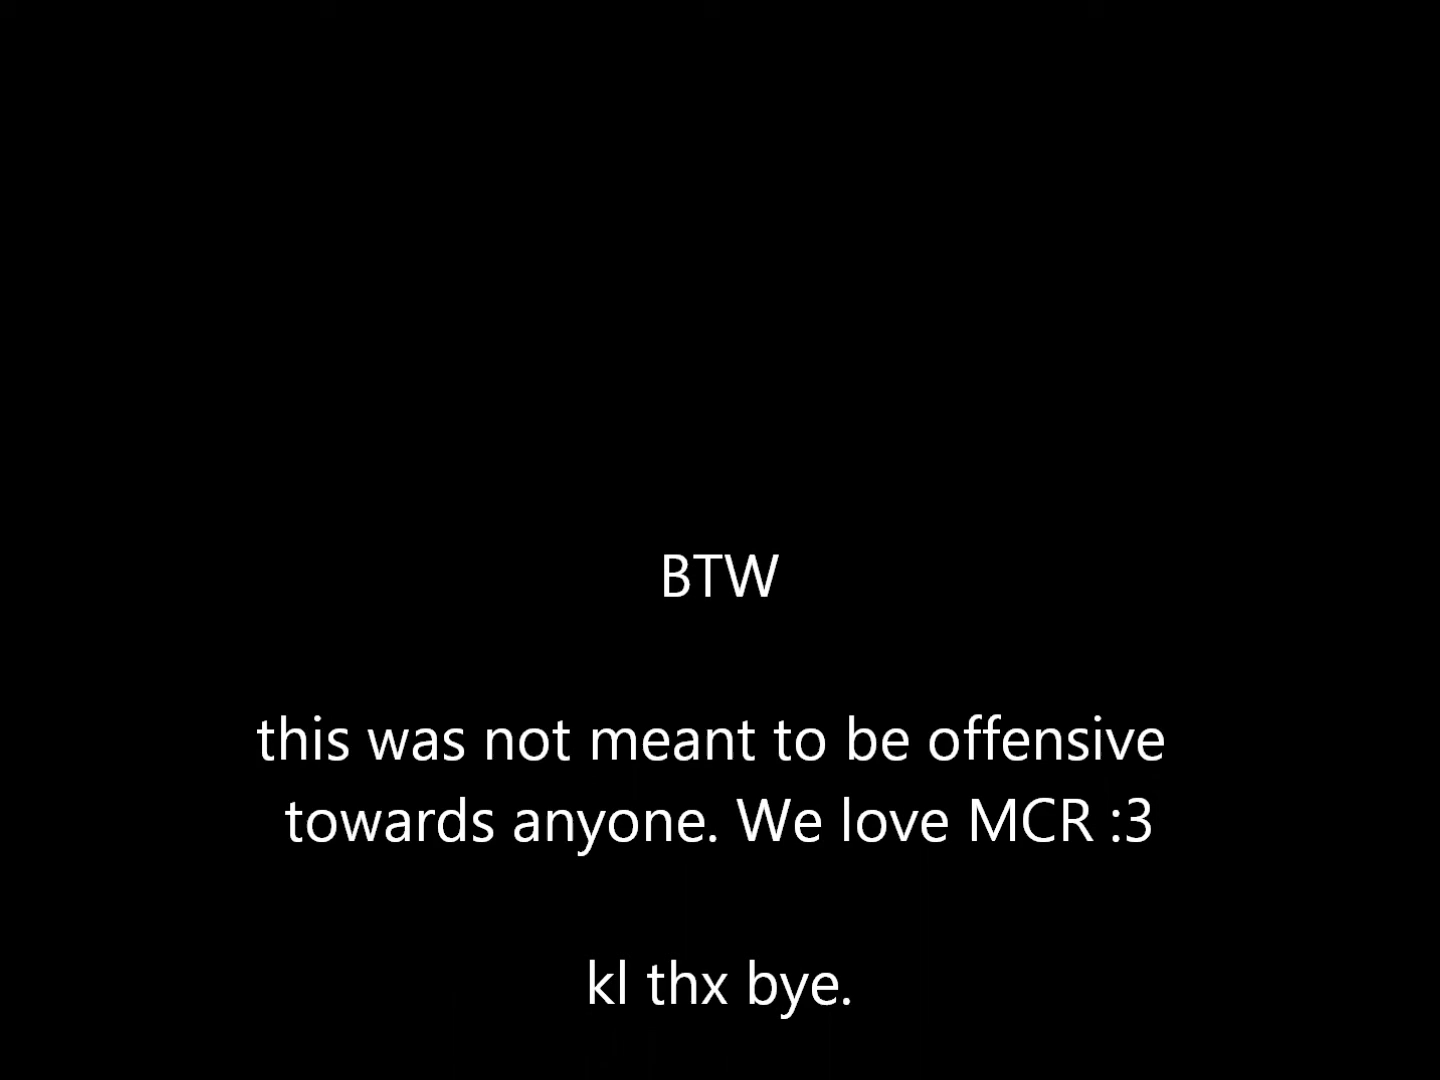 BTW
this was not meant to be offensive
towards anyone. We love MCR :3
kl thx bye.